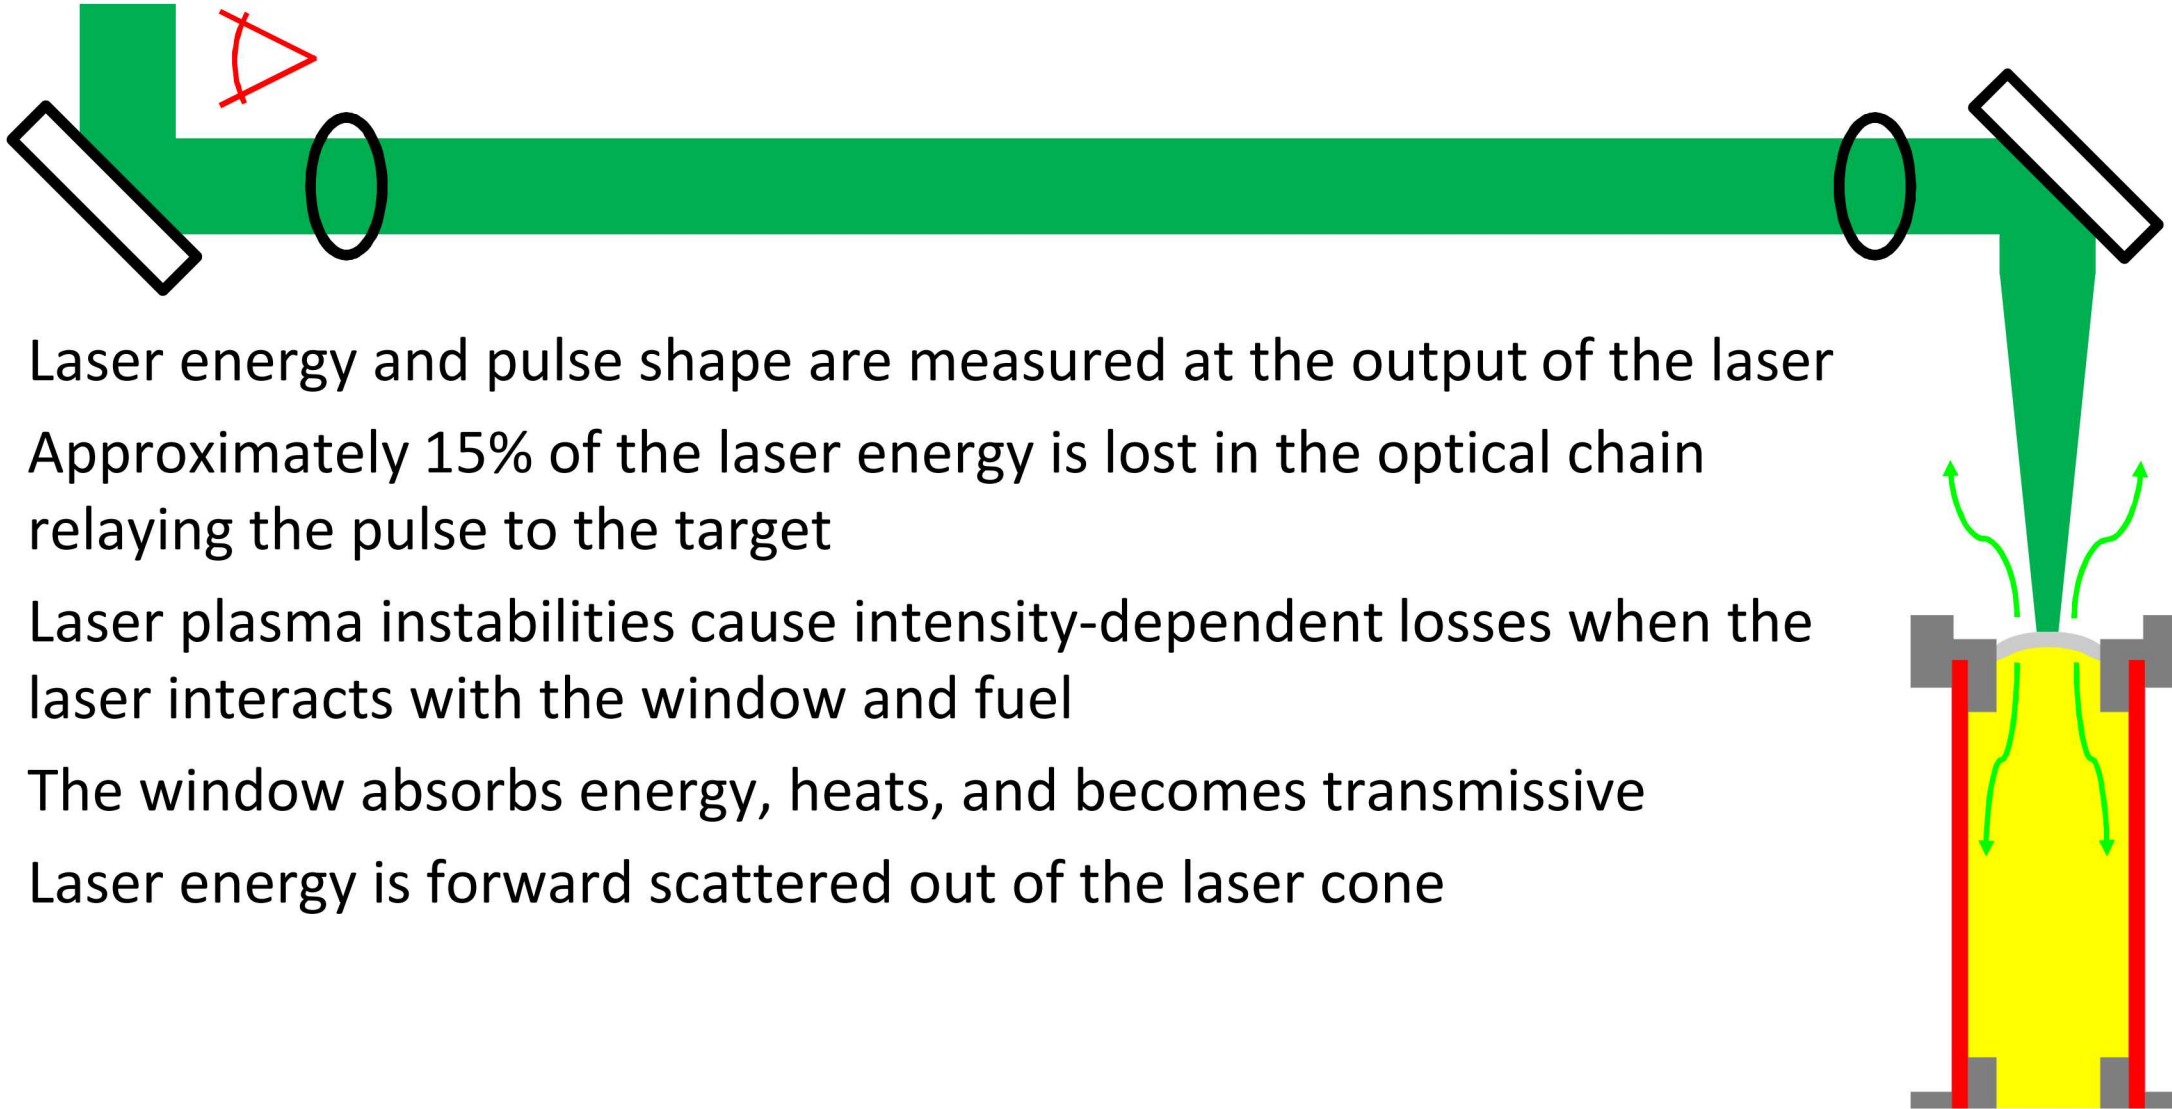 Laser energy and pulse shape are measured at the output of the laser
Approximately 15% of the laser energy is lost in the optical chain
relaying the pulse to the target
Laser plasma instabilities cause intensity-dependent losses when the
laser interacts with the window and fuel
The window absorbs energy, heats, and becomes transmissive
Laser energy is forward scattered out of the laser cone